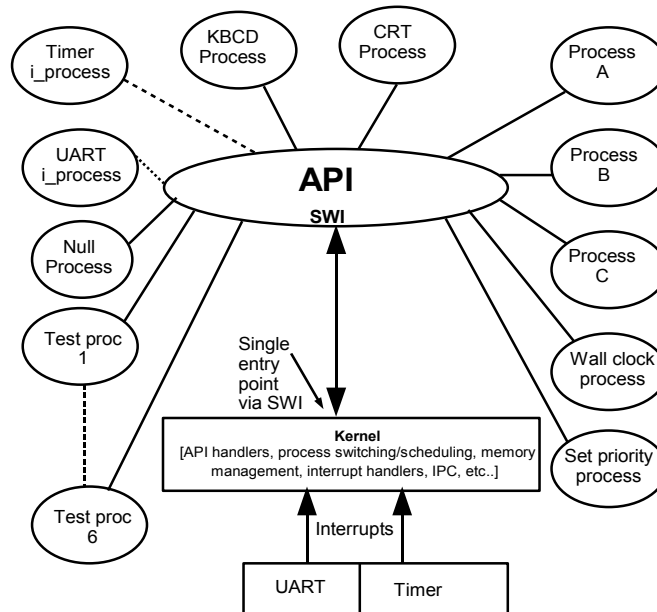 Timer
i_process
KBCD
Process
CRT
Process
Process
A
UART
i_process
API
SWI
Process
B
Null
Process
Process
C
Test proc
1
Single
entry
point
via SWI
Wall clock
process
Kernel
[API handlers, process switching/scheduling, memory
management, interrupt handlers, IPC, etc..]
Set priority
process
Test proc
6
Interrupts
UART
Timer